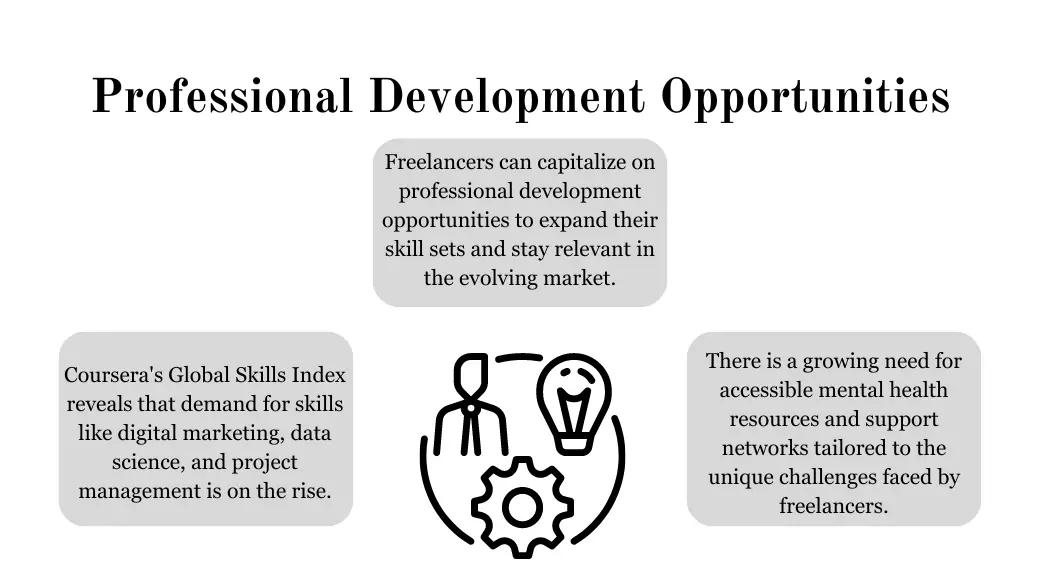 Professional Development Opportunities
Freelancers can capitalize on
professional development
opportunities to expand their
skill sets and stay relevant in
the evolving market.
Coursera's Global Skills Index
reveals that demand for skills
like digital marketing, data
science, and project
management is on the rise.
There is a growing need for
accessible mental health
resources and support
networks tailored to the
unique challenges faced by
freelancers.